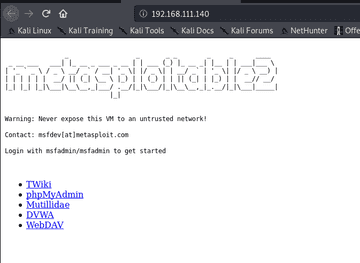 192.168.111.140
Kali Linux Kali Training Kali Tools Kali Docs Kali Forums NetHunter Offe
metasploitable2
Warning: Never expose this VM to an untrusted network!
Contact: msfdev[at]metasploit.com
Login with msfadmin/msfadmin to get started
TWiki
phpMyAdmin
Mutillidae
DVWA
WebDAV